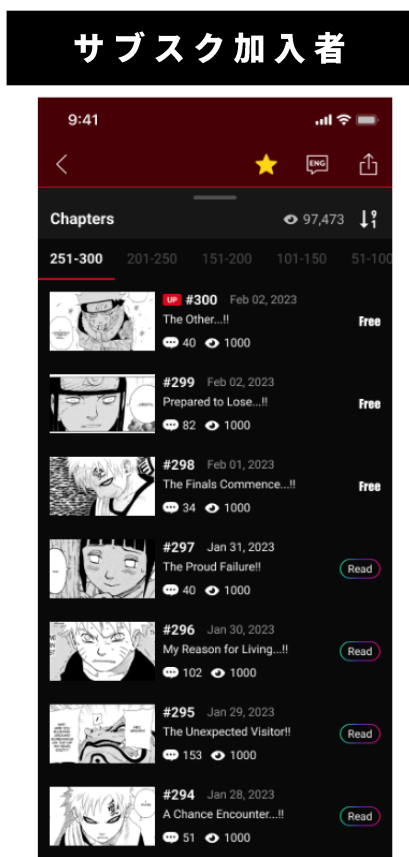 サブスク加入者
9:41
ENG
Chapters
97,473
9
1
251-300 201-250 151-200 101-150 51-100
UP #300 Feb 02, 2023
The Other...!!
Free
40 1000
#299 Feb 02, 2023
Prepared to Lose...!!
Free
82 1000
#298 Feb 01, 2023
The Finals Commence...!!
Free
34 1000
#297 Jan 31, 2023
The Proud Failure!!
Read
40 1000
#296 Jan 30, 2023
My Reason for Living...!!
Read
102 1000
#295 Jan 29, 2023
The Unexpected Visitor!!
Read
153 1000
#294 Jan 28, 2023
A Chance Encounter...!!
Read
51 1000